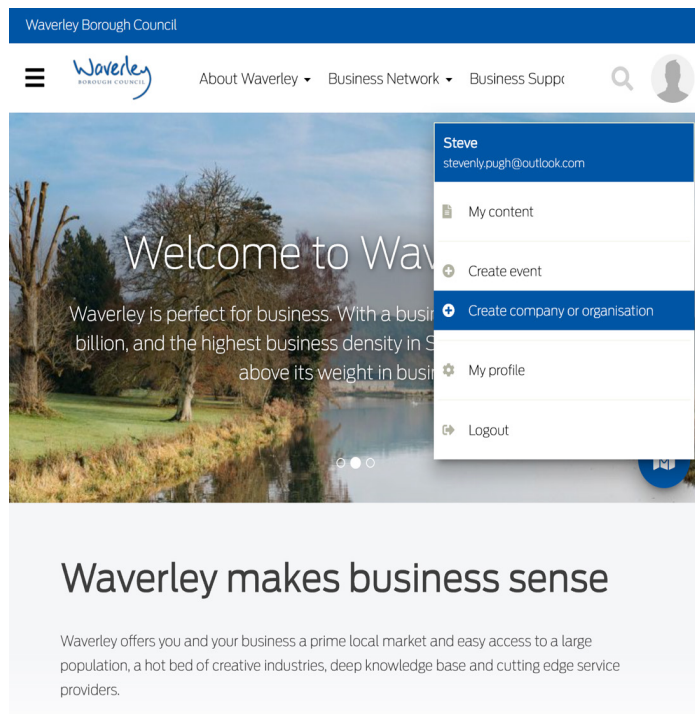 Waverley Borough Council
Waverley
BOROUGH COUNCIL
About Waverley
Business Network
Business Suppo
Steve
stevenly.pugh@outlook.com
My content
Create event
Create company or organisation
My profile
Logout
Welcome to Wav
Waverley is perfect for business. With a busi
billion, and the highest business density in S
above its weight in busi
Waverley makes business sense
Waverley offers you and your business a prime local market and easy access to a large
population, a hot bed of creative industries, deep knowledge base and cutting edge service
providers.